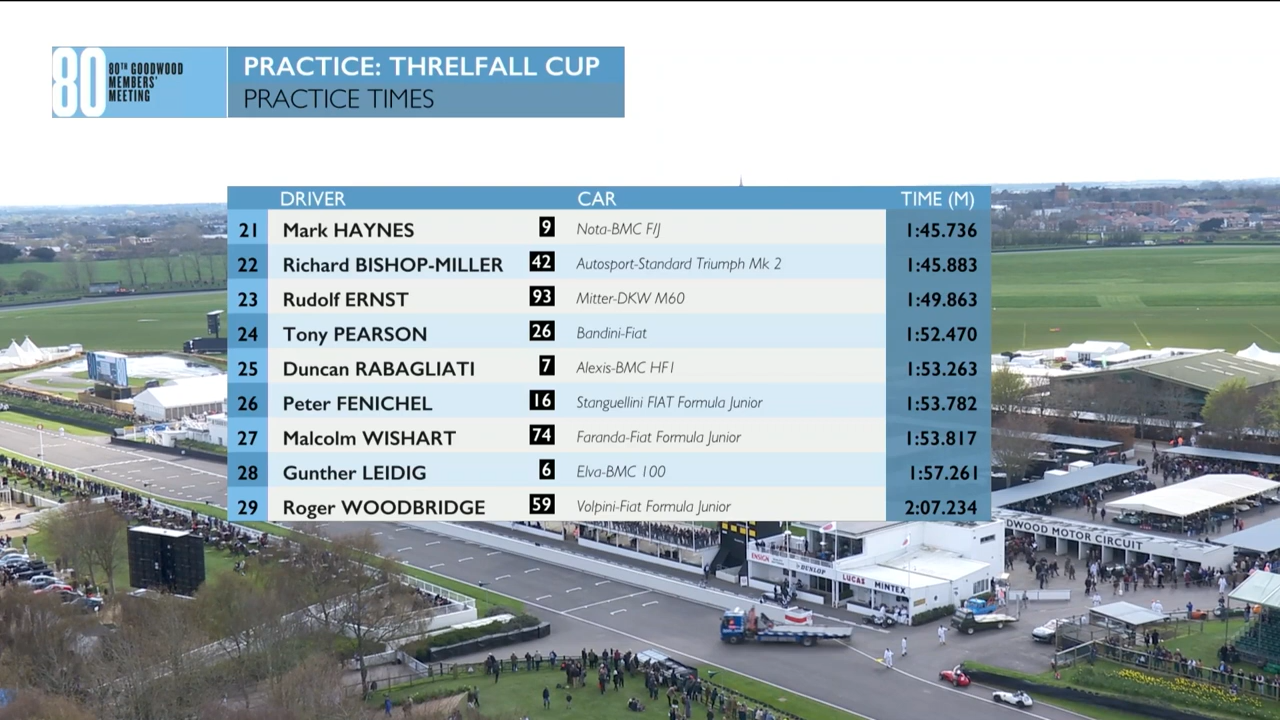 80 80TH GOODWOOD
MEMBERS'
MEETING
PRACTICE: THRELFALL CUP
PRACTICE TIMES
DRIVER CAR TIME (M)
21 Mark HAYNES 9 Nota-BMC FJ 1:45.736
22 Richard BISHOP-MILLER 42 Autosport-Standard Triumph Mk 2 1:45.883
23 Rudolf ERNST 93 Mitter-DKW M60 1:49.863
24 Tony PEARSON 26 Bandini-Fiat 1:52.470
25 Duncan RABAGLIATI 7 Alexis-BMC HF1 1:53.263
26 Peter FENICHEL 16 Stanguellini FIAT Formula Junior 1:53.782
27 Malcolm WISHART 74 Faranda-Fiat Formula Junior 1:53.817
28 Gunther LEIDIG 6 Elva-BMC 100 1:57.261
29 Roger WOODBRIDGE 59 Volpini-Fiat Formula Junior 2:07.234
DWOOD MOTOR CIRCUIT
ENSIGN DUNLOP LUCAS MINTEX